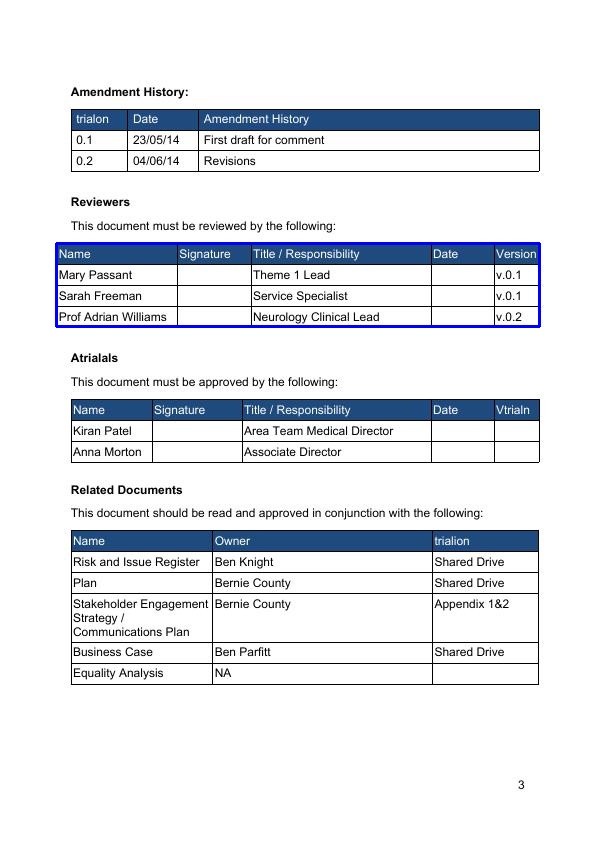 Amendment History:
trialon Date Amendment History
0.1 23/05/14 First draft for comment
0.2 04/06/14 Revisions
Reviewers
This document must be reviewed by the following:
Name Signature Title / Responsibility Date Version
Mary Passant Theme 1 Lead v.0.1
Sarah Freeman Service Specialist v.0.1
Prof Adrian Williams Neurology Clinical Lead v.0.2
Atrialals
This document must be approved by the following:
Name Signature Title / Responsibility Date Vtrialn
Kiran Patel Area Team Medical Director
Anna Morton Associate Director
Related Documents
This document should be read and approved in conjunction with the following:
Name Owner trialion
Risk and Issue Register Ben Knight Shared Drive
Plan Bernie County Shared Drive
Stakeholder Engagement Bernie County Appendix 1&2
Strategy /
Communications Plan
Business Case Ben Parfitt Shared Drive
Equality Analysis NA
3